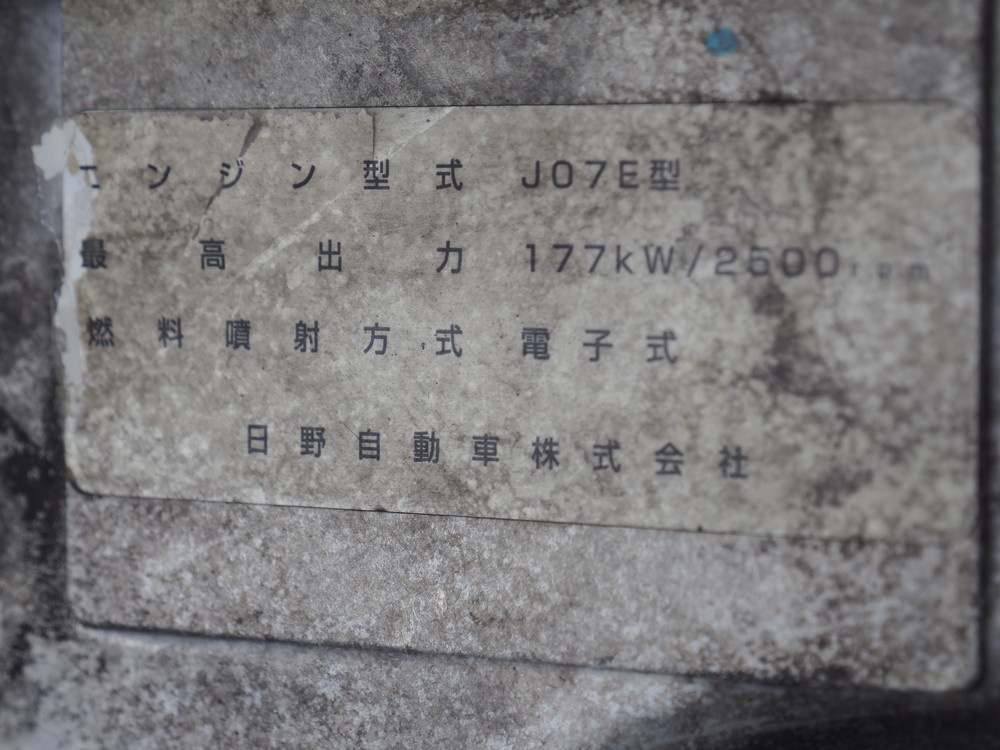 エンジン型式 J07E型
最高出力 177kW/2500rpm
燃料噴射方式 電子式
日野自動車株式会社